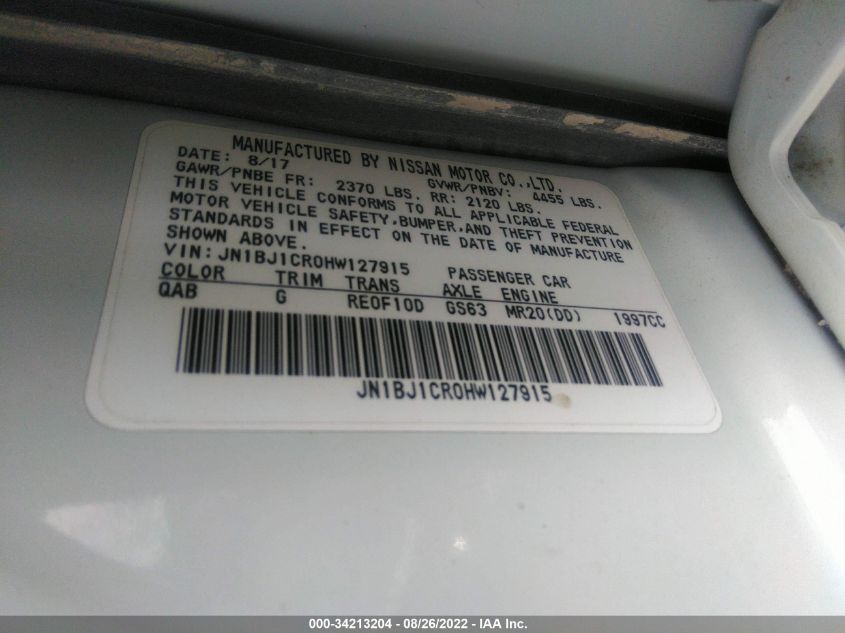 MANUFACTURED BY NISSAN MOTOR CO.,LTD.
DATE: 8/17 GVWR/PNBV: 4455 LBS.
GAWR/PNBE FR: 2370 LBS. RR: 2120 LBS.
THIS VEHICLE CONFORMS TO ALL APPLICABLE FEDERAL
MOTOR VEHICLE SAFETY,BUMPER,AND THEFT PREVENTION
STANDARDS IN EFFECT ON THE DATE OF MANUFACTURE
SHOWN ABOVE.
VIN: JN1BJ1CR0HW127915 PASSENGER CAR
COLOR TRIM TRANS AXLE ENGINE
QAB G RE0F10D GS63 MR20(DD) 1997CC
JN1BJ1CR0HW127915
000-34213204 - 08/26/2022 - IAA Inc.